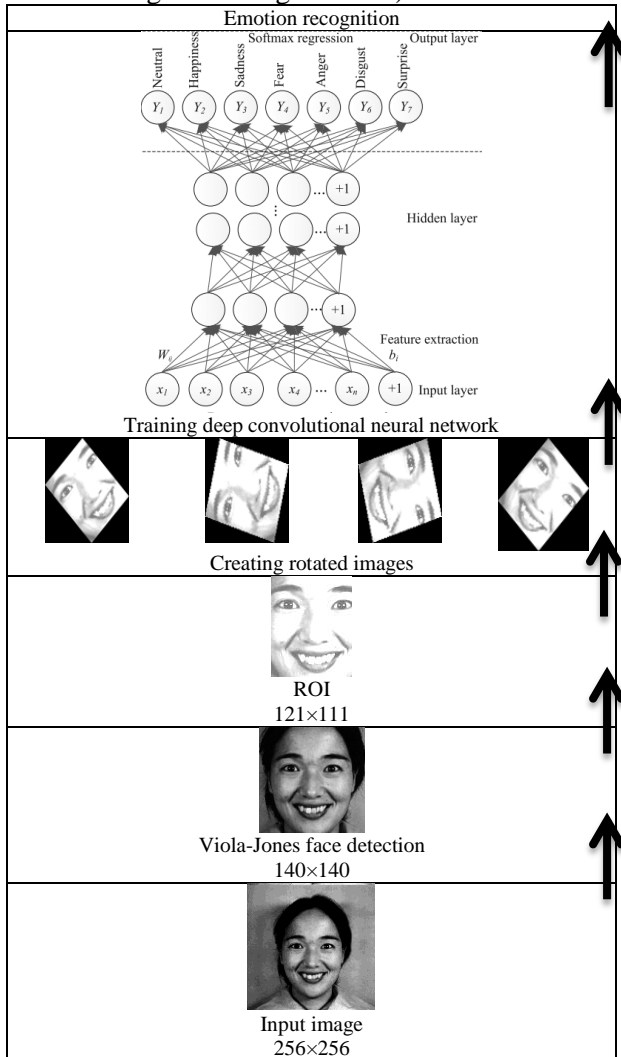 Emotion recognition
Softmax regression Output layer
Neutral Happiness Sadness Fear Anger Disgust Surprise
Y1 Y2 Y3 Y4 Y5 Y6 Y7
... +1
⋮
... +1
Hidden layer
... +1
Feature extraction
Wij bi
x1 x2 x3 x4 ... xn +1
Input layer
Training deep convolutional neural network
Creating rotated images
ROI
121×111
Viola-Jones face detection
140×140
Input image
256×256